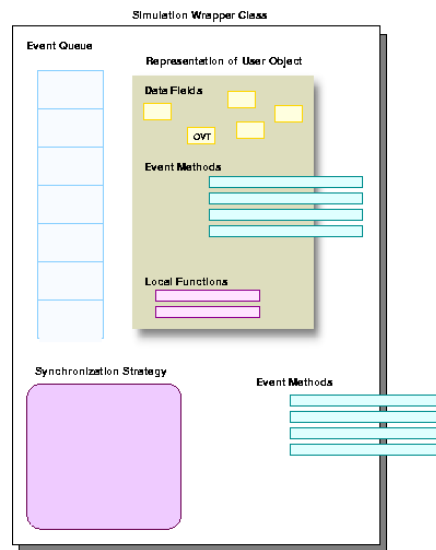 Simulation Wrapper Class
Event Queue
Representation of User Object
Data Fields
OVT
Event Methods
Local Functions
Synchronization Strategy
Event Methods